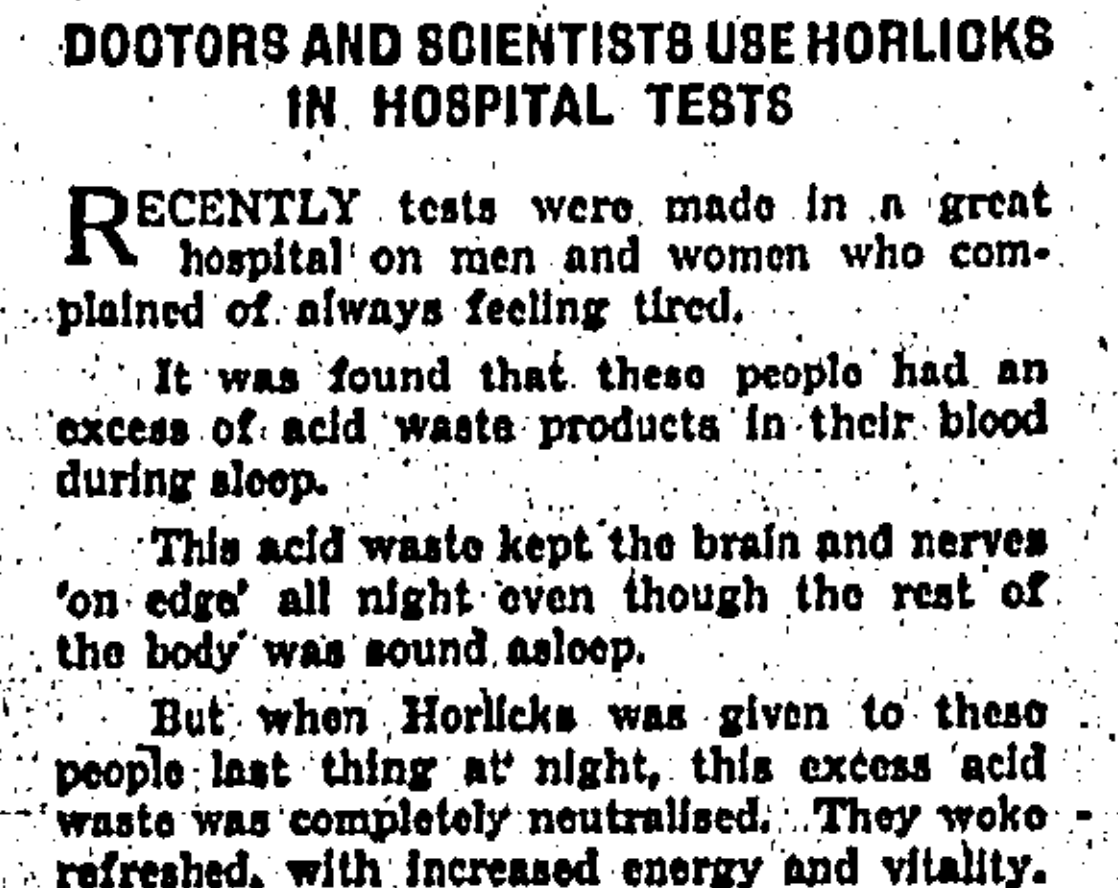 DOCTORS AND SCIENTISTS USE HORLICKS
IN HOSPITAL TESTS
RECENTLY tests were made in a great
hospital on men and women who com-
plained of always feeling tired.
It was found that these people had an
excess of acid waste products in their blood
during sleep.
This acid waste kept the brain and nerves
'on edge' all night even though the rest of
the body was sound asleep.
But when Horlicks was given to these
people last thing at night, this excess acid
waste was completely neutralised. They woke
refreshed, with increased energy and vitality.